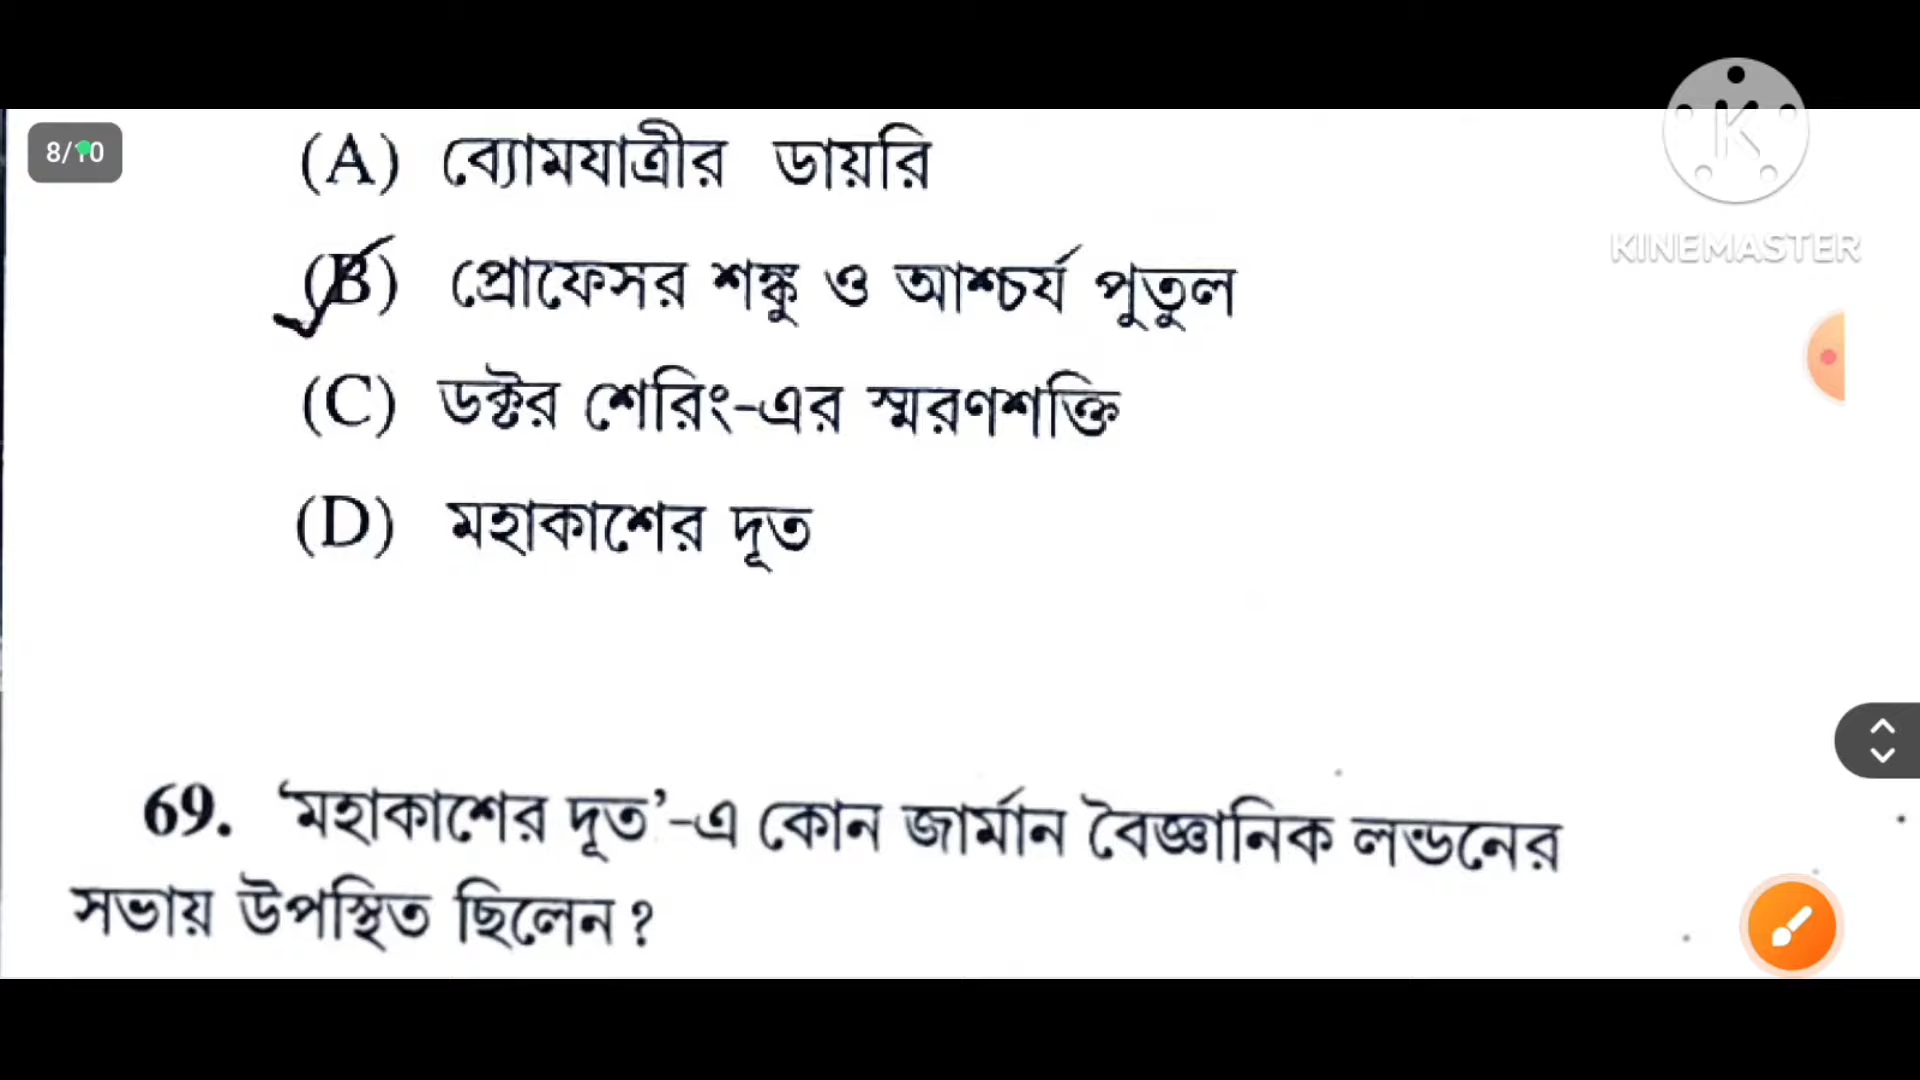 8/10
KINEMASTER
(A) ব্যোমযাত্রীর ডায়রি
(B) প্রোফেসর শঙ্কু ও আশ্চর্য পুতুল
(C) ডক্টর শেরিং-এর স্মরণশক্তি
(D) মহাকাশের দূত
69. ‘মহাকাশের দূত’-এ কোন জার্মান বৈজ্ঞানিক লন্ডনের
সভায় উপস্থিত ছিলেন ?